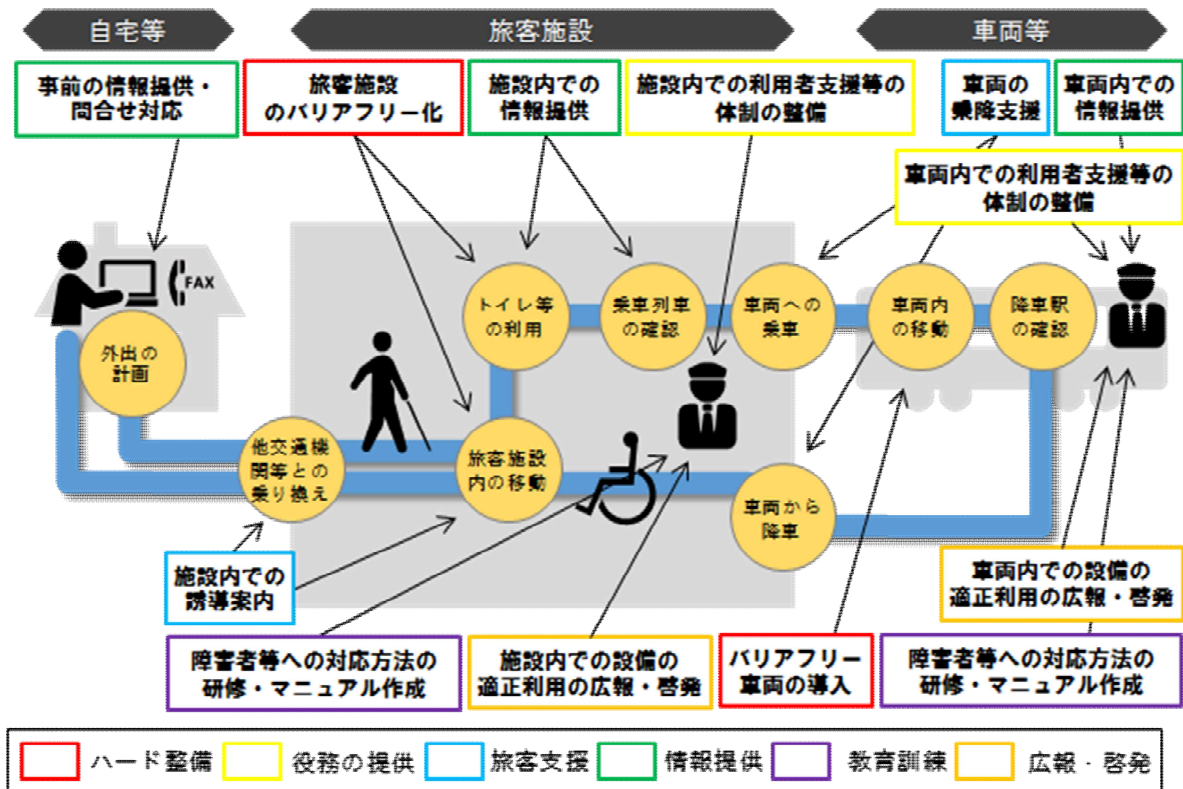 自宅等
旅客施設
車両等
事前の情報提供・
問合せ対応
旅客施設
のバリアフリー化
施設内での
情報提供
施設内での利用者支援等の
体制の整備
車両の
乗降支援
車両内での
情報提供
車両内での利用者支援等の
体制の整備
FAX
外出の
計画
トイレ等
の利用
乗車列車
の確認
車両への
乗車
車両内
の移動
降車駅
の確認
他交通機
関等との
乗り換え
旅客施設
内の移動
車両から
降車
施設内での
誘導案内
障害者等への対応方法の
研修・マニュアル作成
施設内での設備の
適正利用の広報・啓発
バリアフリー
車両の導入
車両内での設備の
適正利用の広報・啓発
障害者等への対応方法の
研修・マニュアル作成
ハード整備
役務の提供
旅客支援
情報提供
教育訓練
広報・啓発